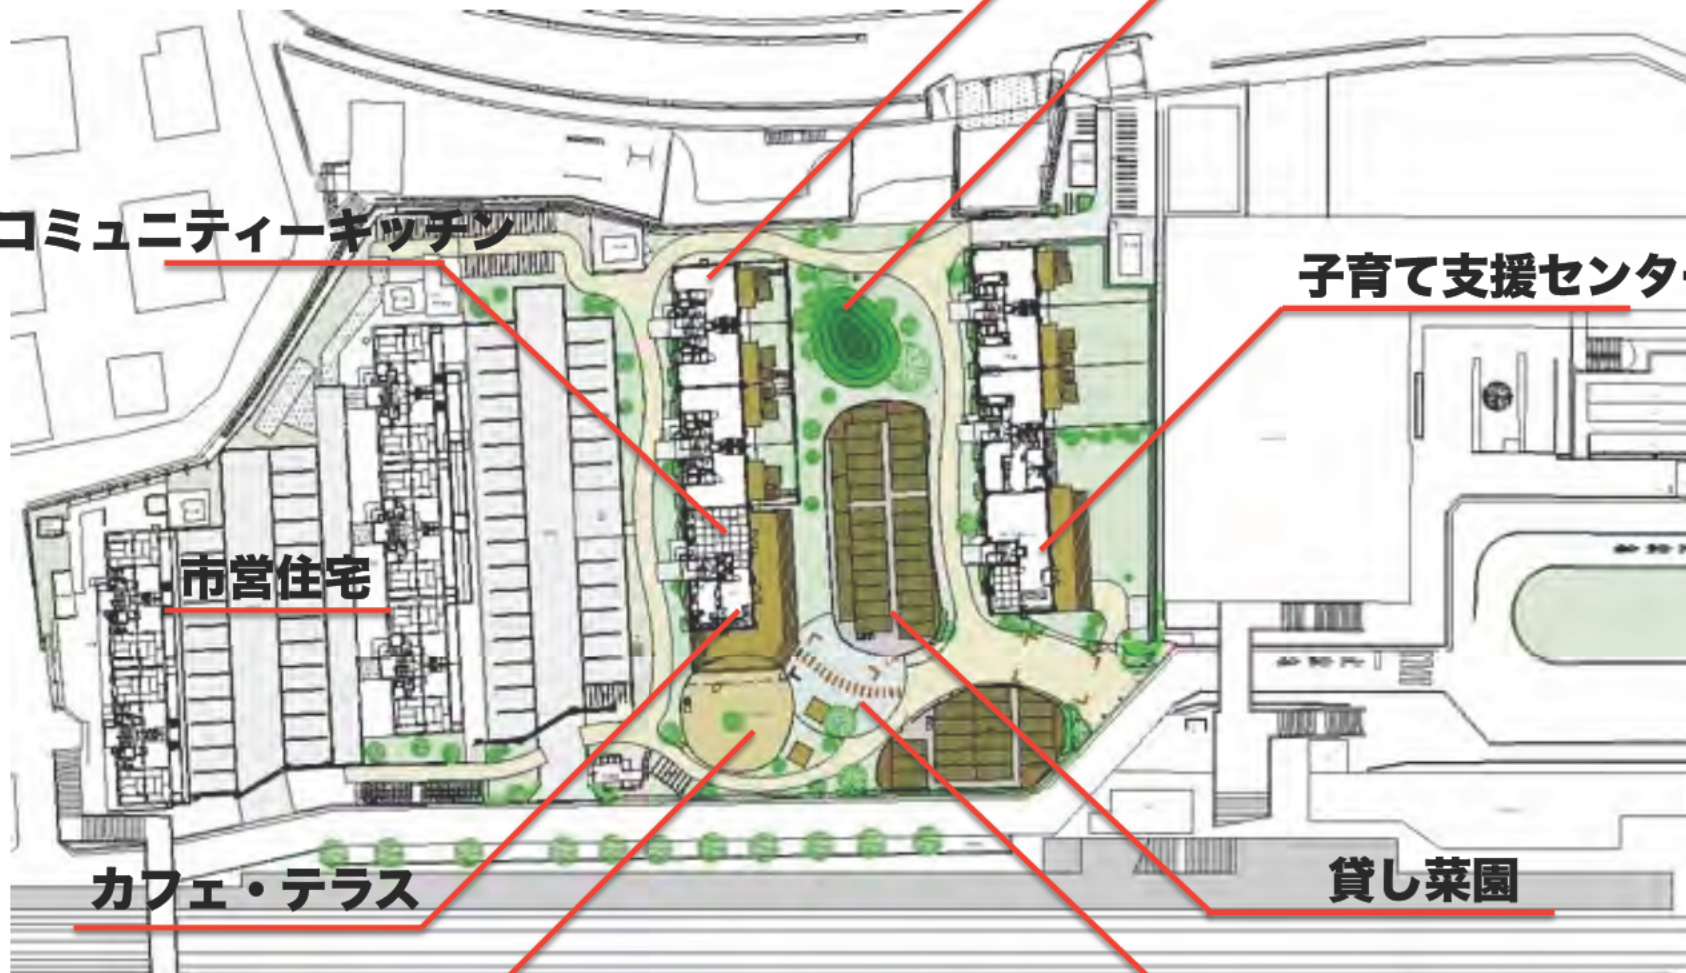 コミュニティーキッチン
子育て支援センター
市営住宅
カフェ・テラス
貸し菜園